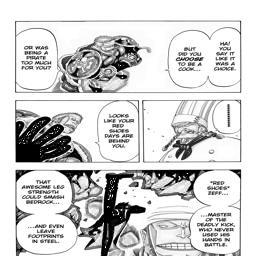 HA!
YOU
SAY IT
LIKE IT
WAS A
CHOICE.
BUT
DID YOU
CHOOSE
TO BE A
COOK...
OR WAS
BEING A
PIRATE
TOO MUCH
FOR YOU?
LOOKS
LIKE YOUR
RED
SHOES
DAYS ARE
BEHIND
YOU.
"RED
SHOES"
ZEFF...
...MASTER
OF THE
DEADLY KICK,
WHO NEVER
USED HIS
HANDS IN
BATTLE.
THAT
AWESOME LEG
STRENGTH
COULD SMASH
BEDROCK...
...AND EVEN
LEAVE
FOOTPRINTS
IN STEEL.